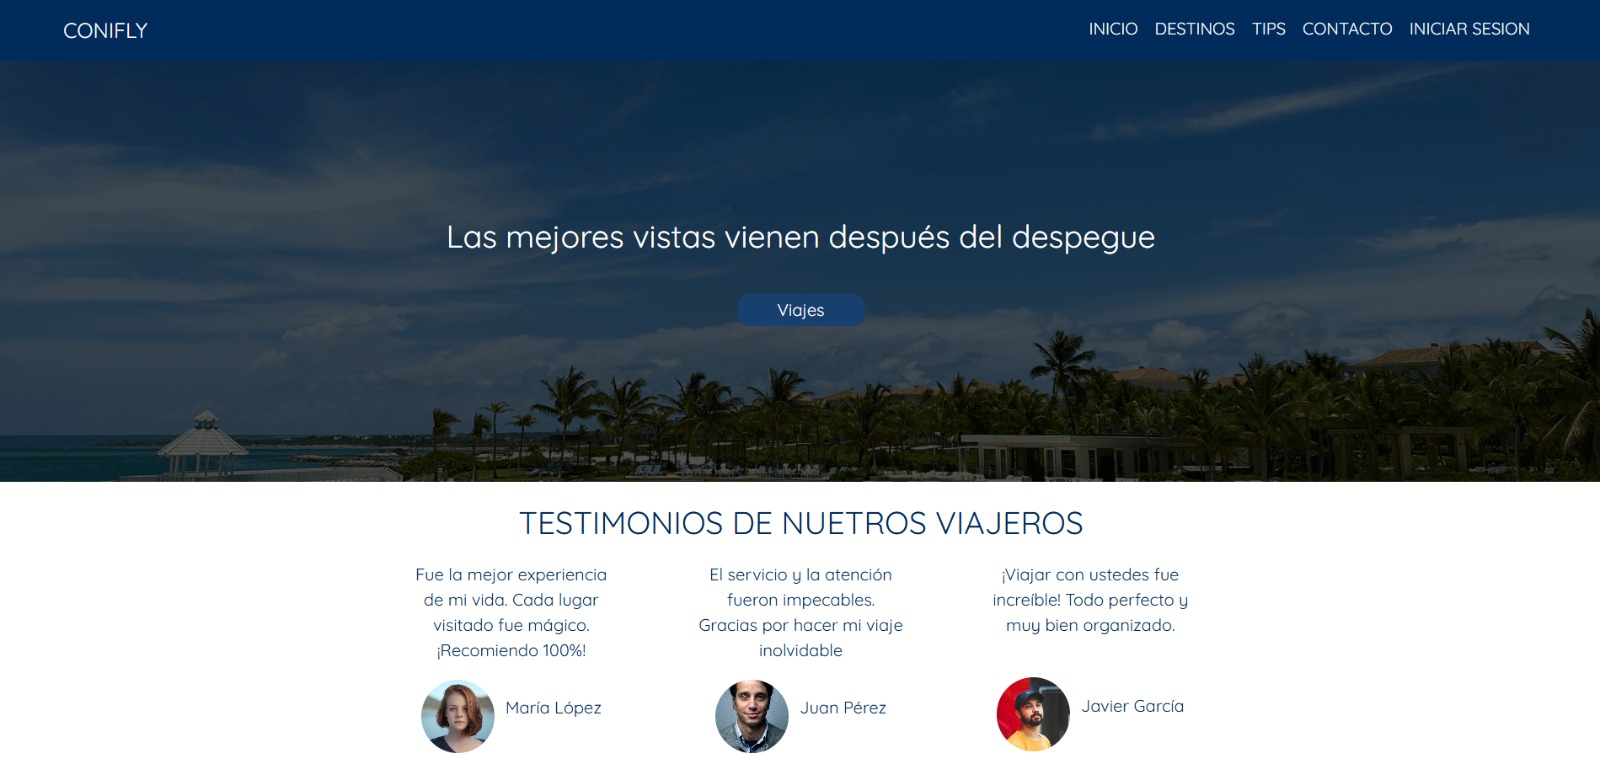 CONIFLY
INICIO DESTINOS TIPS CONTACTO INICIAR SESION
Las mejores vistas vienen después del despegue
Viajes
TESTIMONIOS DE NUETROS VIAJEROS
Fue la mejor experiencia
de mi vida. Cada lugar
visitado fue mágico.
¡Recomiendo 100%!
María López
El servicio y la atención
fueron impecables.
Gracias por hacer mi viaje
inolvidable
Juan Pérez
¡Viajar con ustedes fue
increíble! Todo perfecto y
muy bien organizado.
Javier García